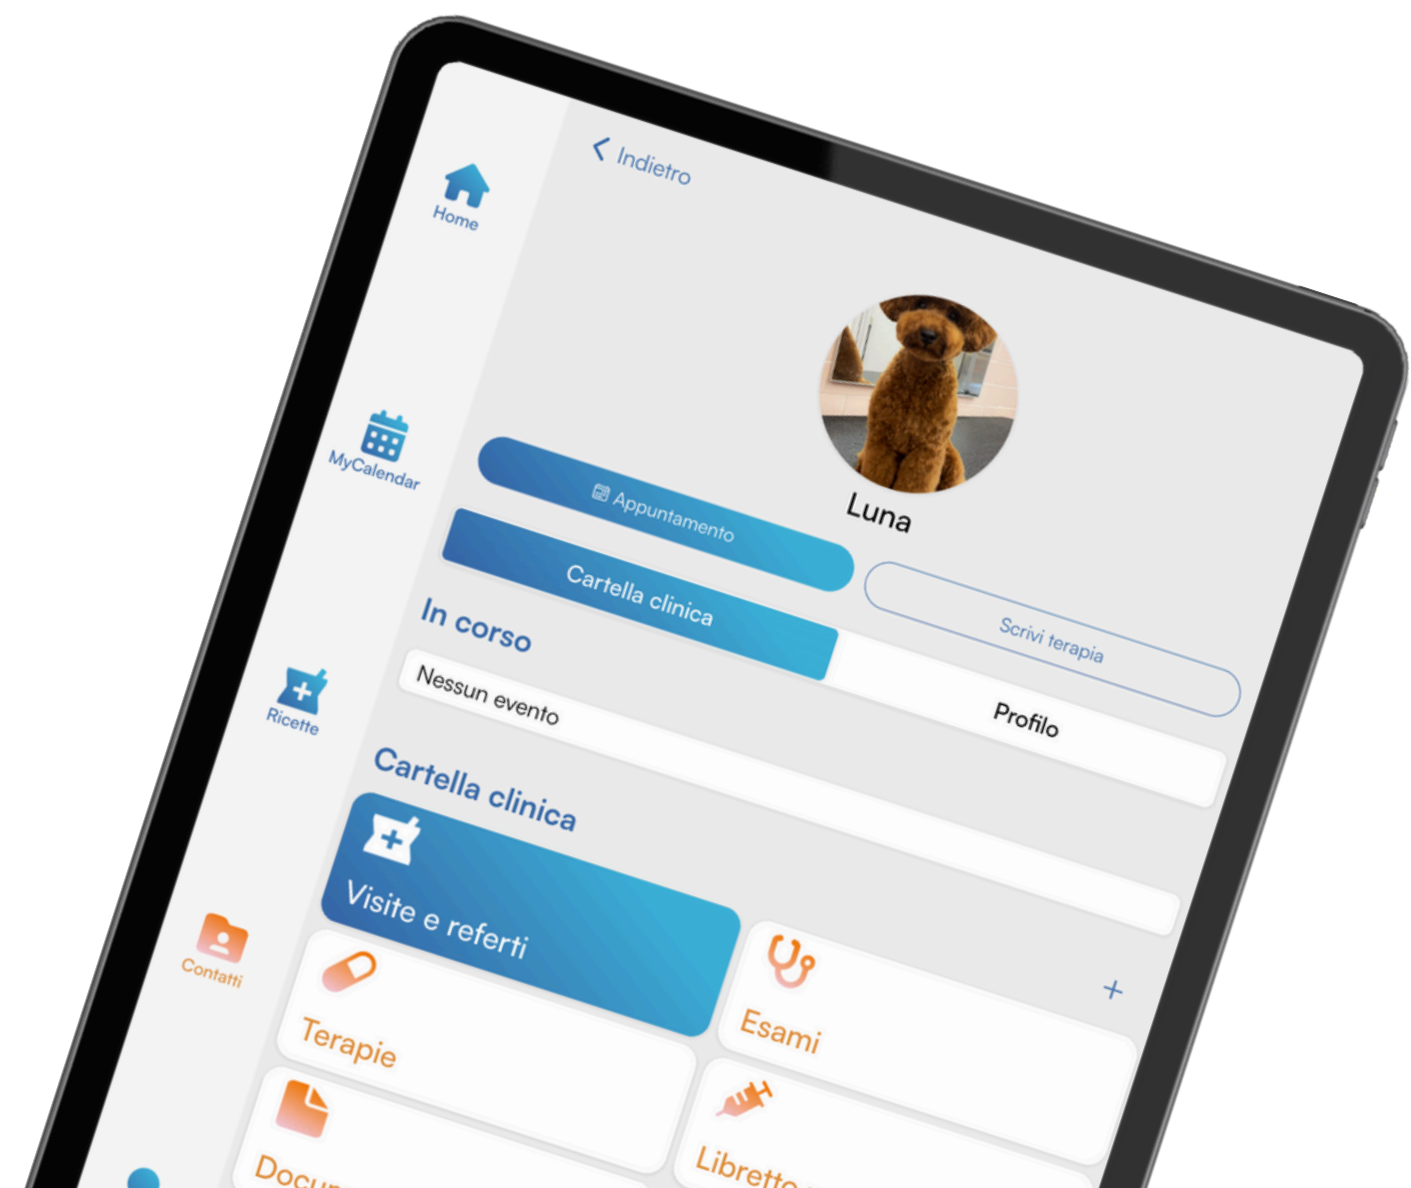 Indietro
Home
MyCalendar
Ricette
Contatti
Luna
Appuntamento
Scrivi terapia
Cartella clinica
Profilo
In corso
Nessun evento
Cartella clinica
+
Visite e referti
Esami
Terapie
Libretto